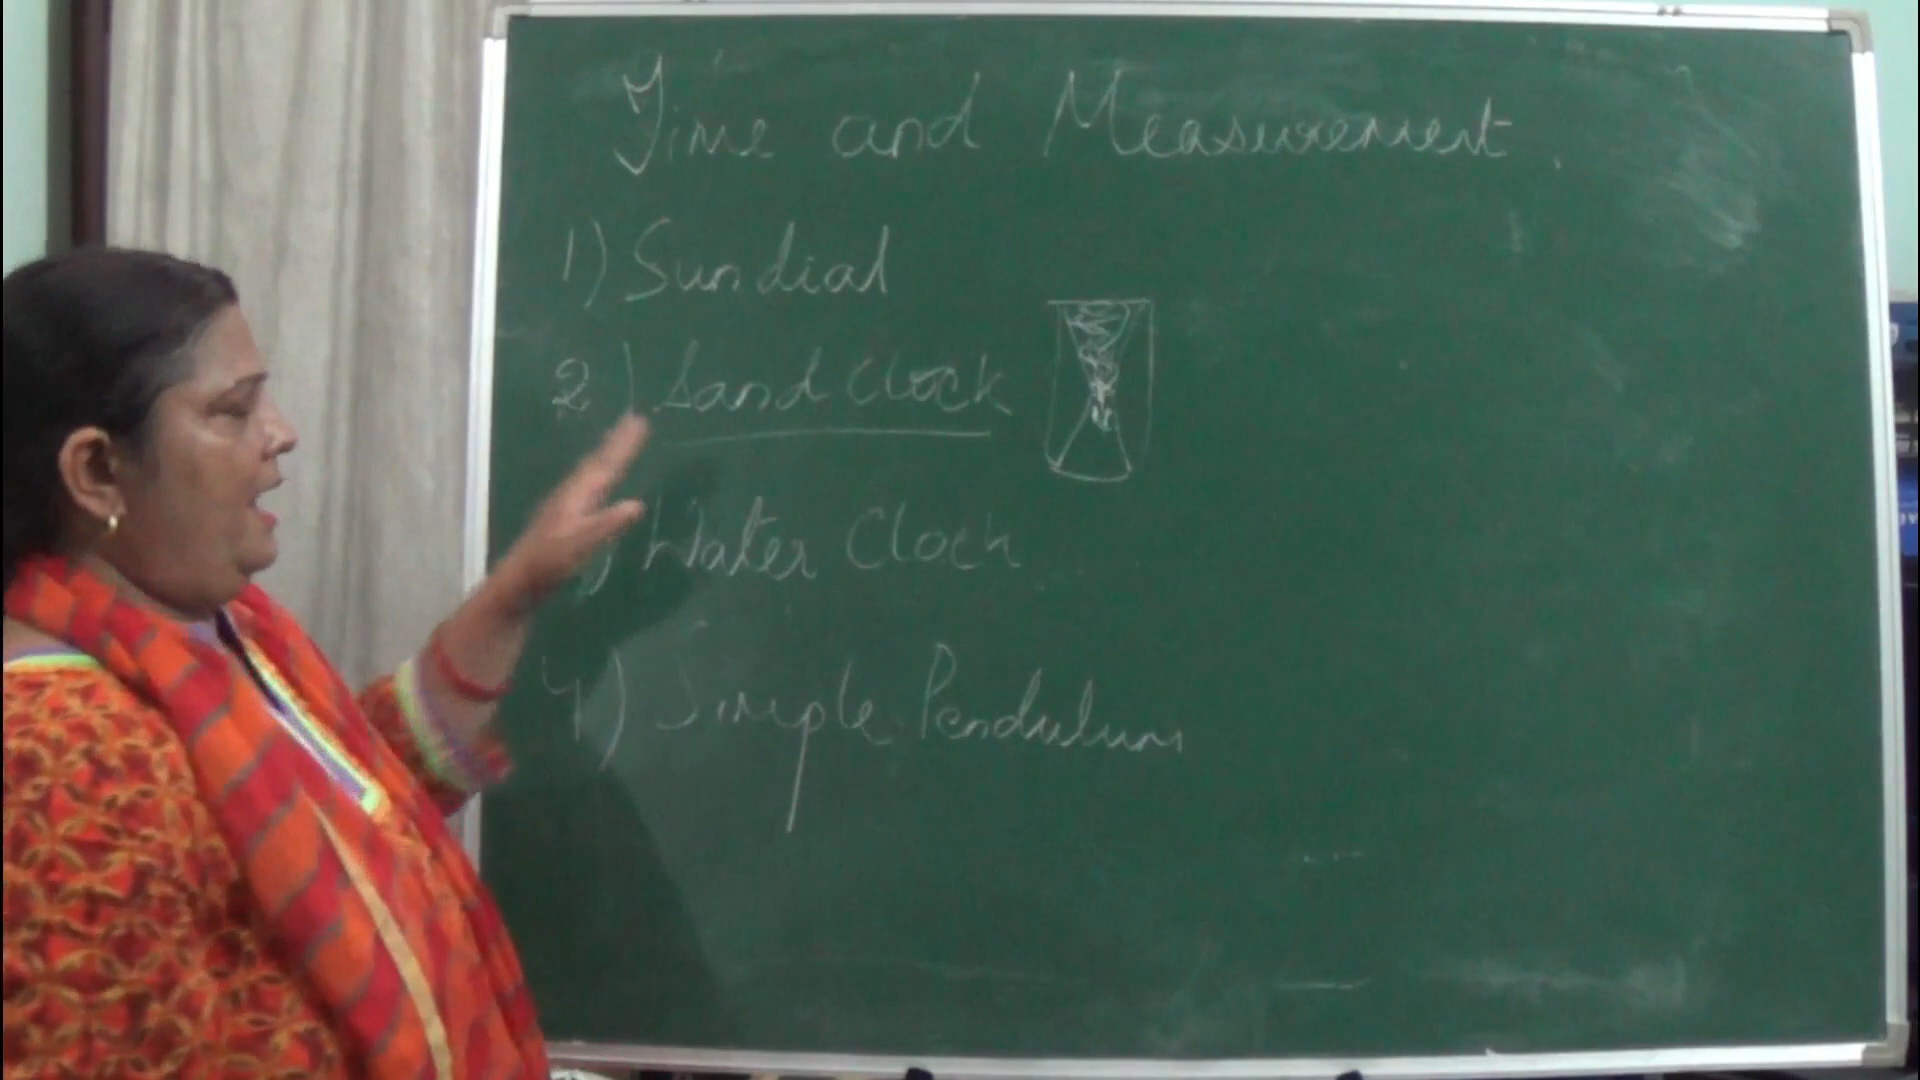 Time and Measurement.
1) Sundial
2) Sand Clock
) Water Clock
4) Simple Pendulum